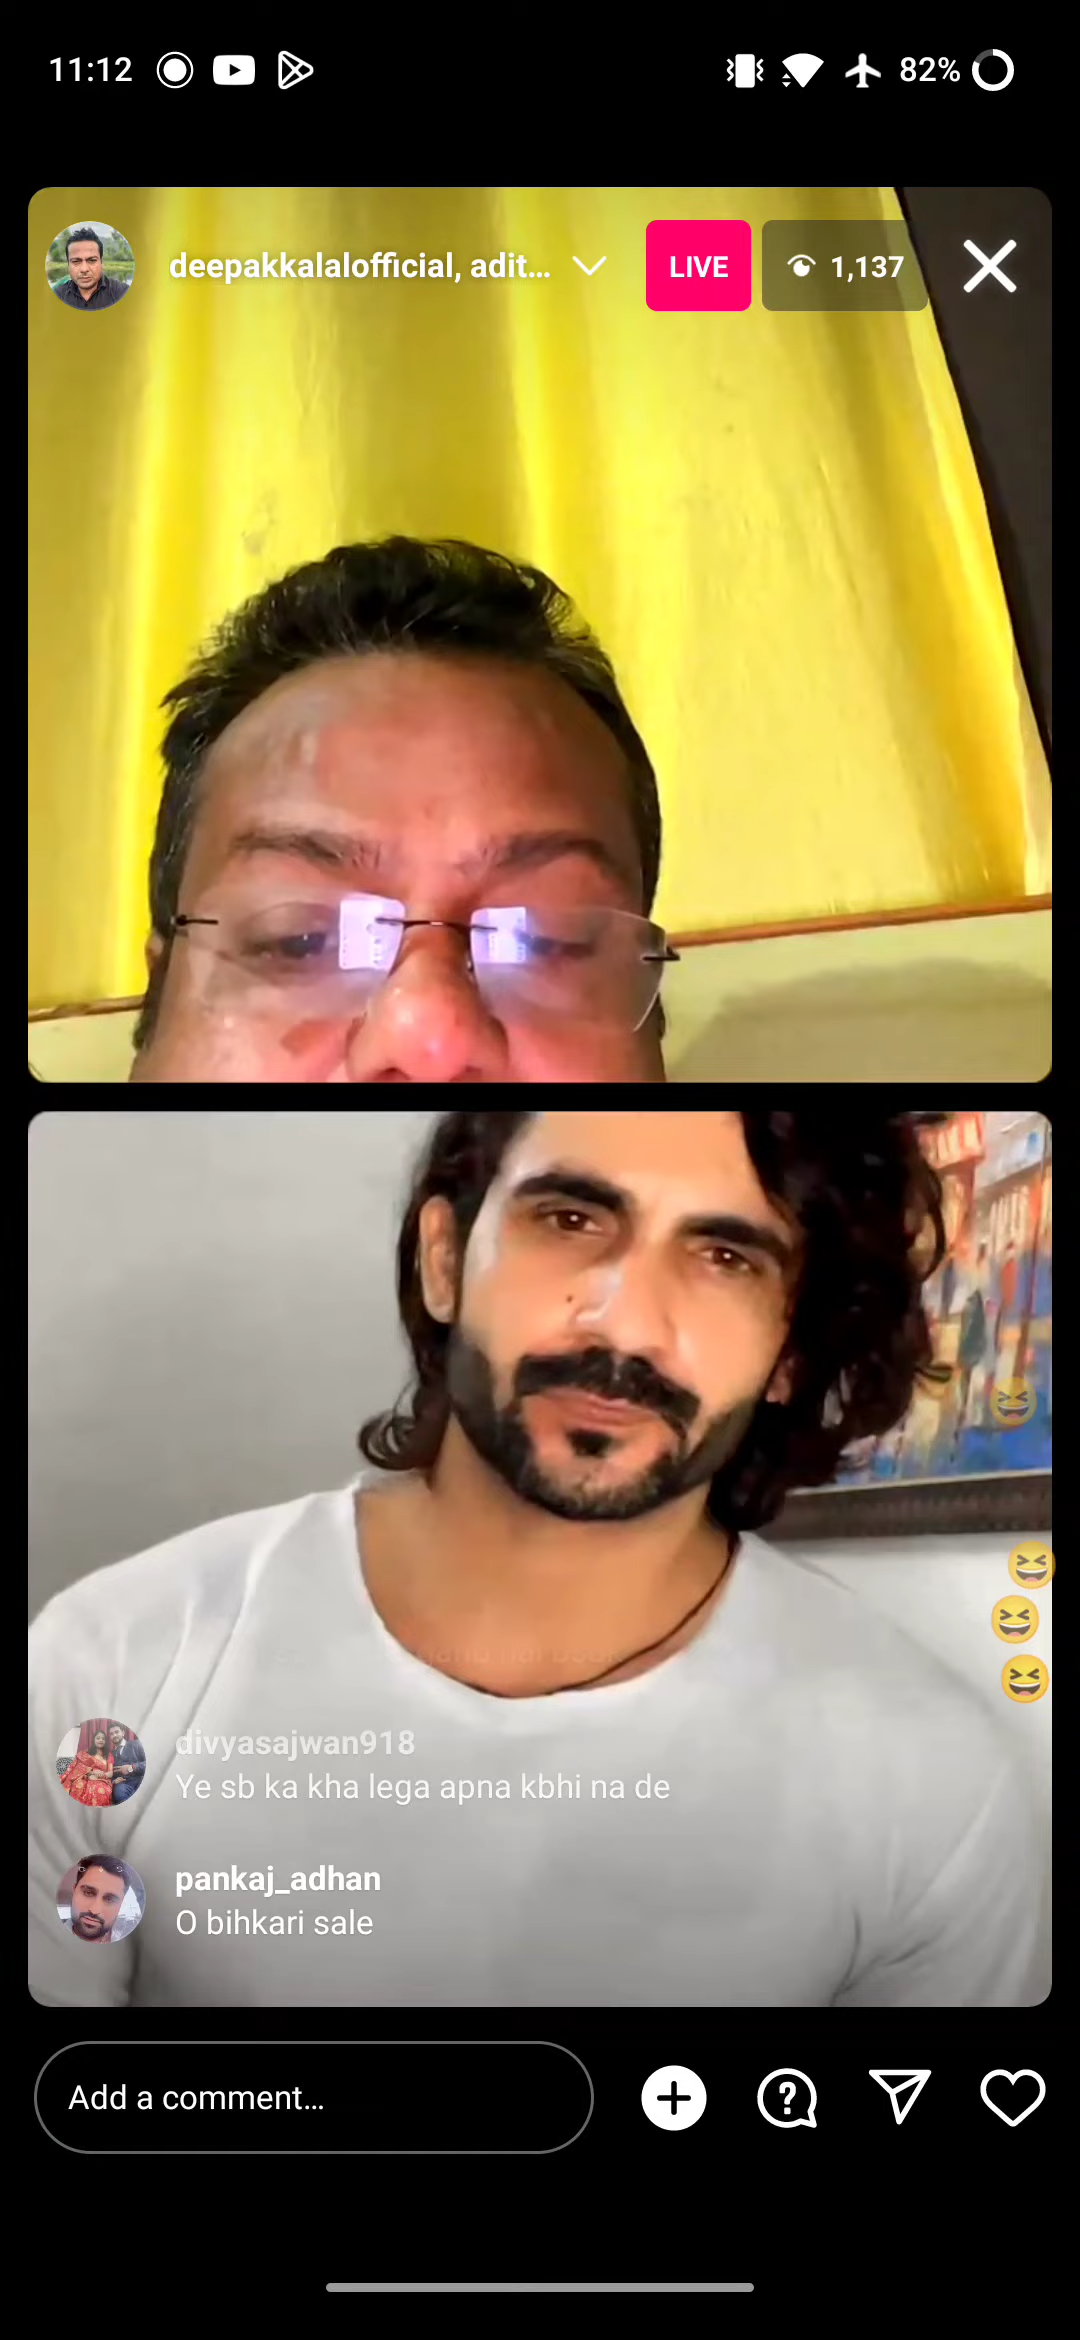 11:12 82%
deepakkalalofficial, adit... LIVE 1,137
divyasajwan918
Ye sb ka kha lega apna kbhi na de
pankaj_adhan
O bihkari sale
Add a comment...